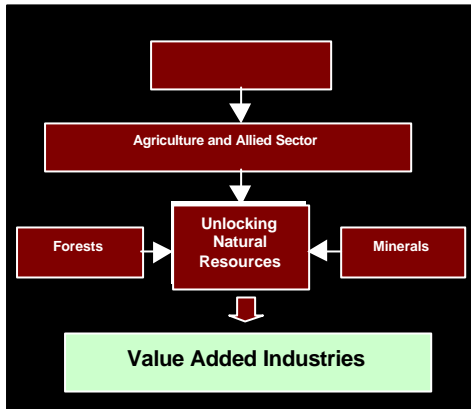 Agriculture and Allied Sector
Unlocking
Natural
Resources
Forests
Minerals
Value Added Industries